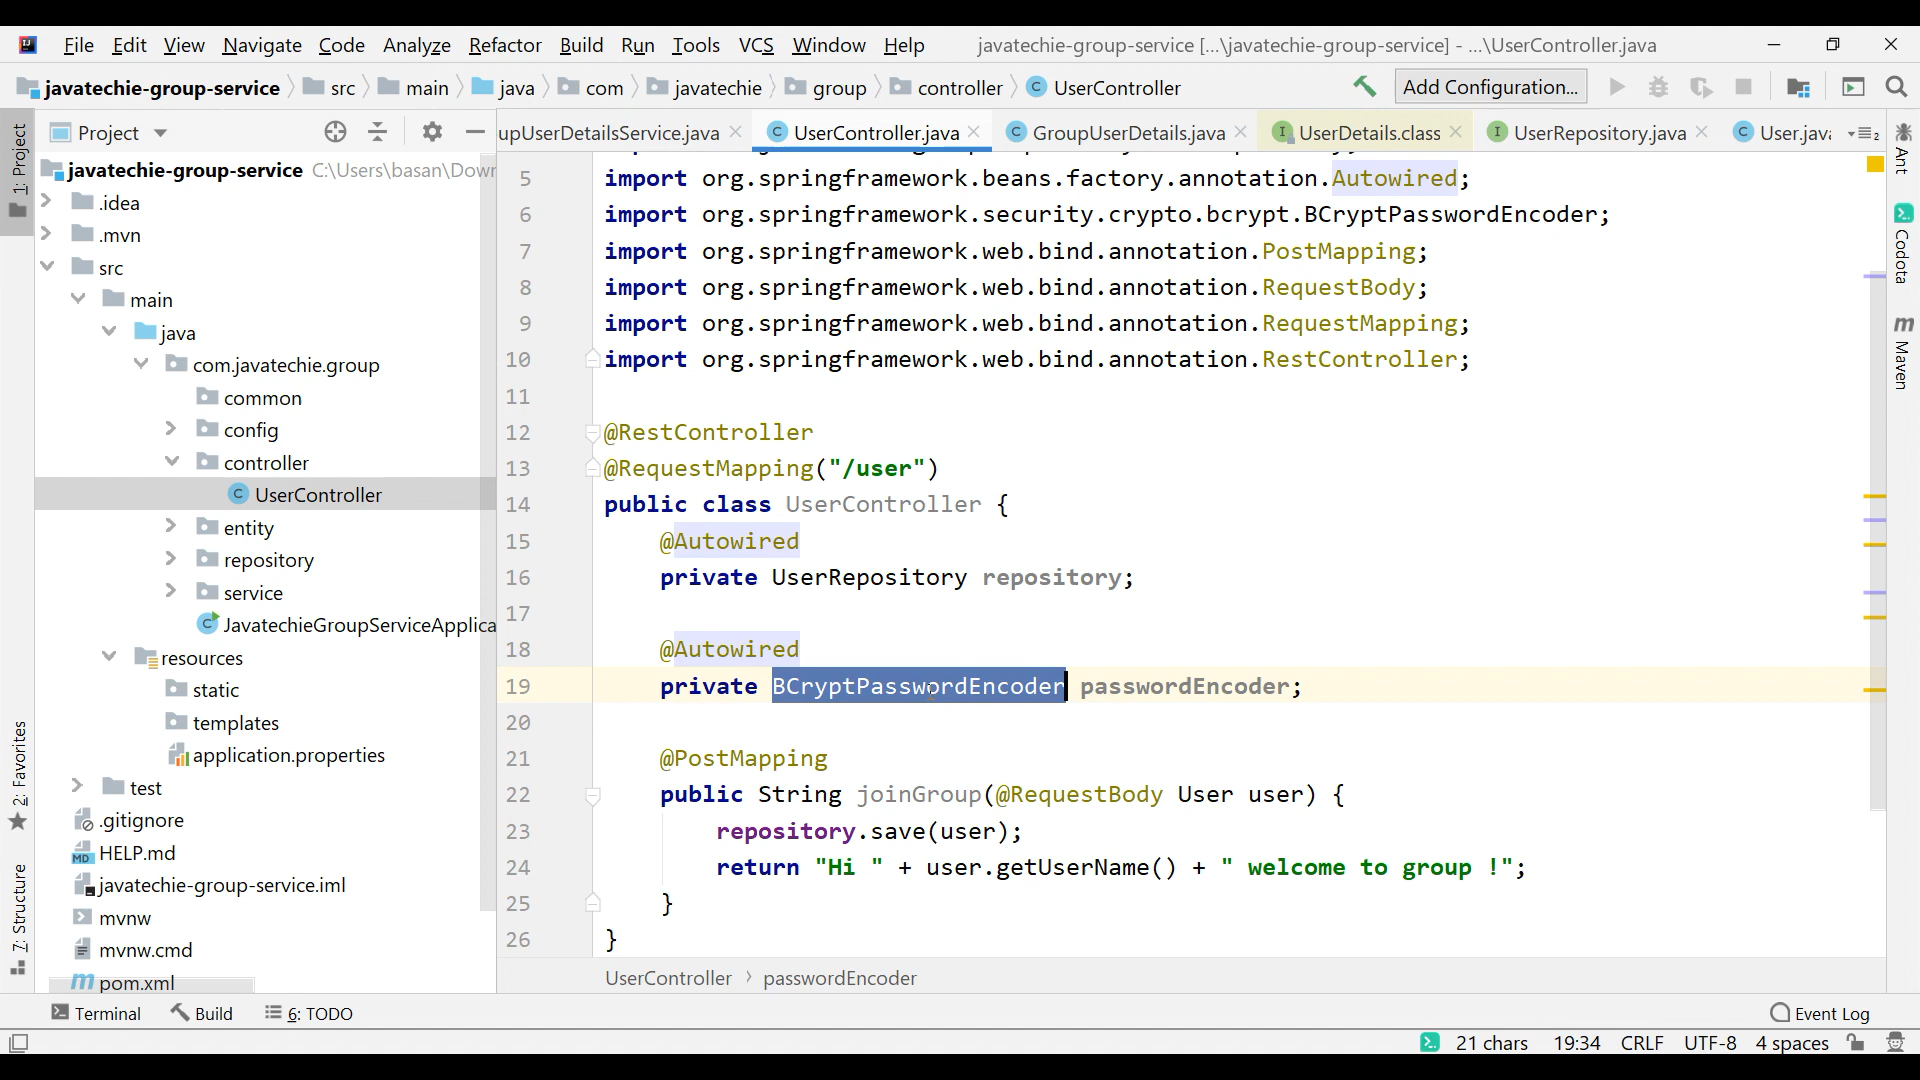 File Edit View Navigate Code Analyze Refactor Build Run Tools VCS Window Help javatechie-group-service [...\javatechie-group-service] - ...\UserController.java
javatechie-group-service src main java com javatechie group controller UserController Add Configuration...
1: Project
2: Favorites
7: Structure
Project
javatechie-group-service C:\Users\basan\Dowr
.idea
.mvn
src
main
java
com.javatechie.group
common
config
controller
UserController
entity
repository
service
JavatechieGroupServiceApplica
resources
static
templates
application.properties
test
.gitignore
HELP.md
javatechie-group-service.iml
mvnw
mvnw.cmd
pom.xml
upUserDetailsService.java UserController.java GroupUserDetails.java UserDetails.class UserRepository.java User.java
5 import org.springframework.beans.factory.annotation.Autowired;
6 import org.springframework.security.crypto.bcrypt.BCryptPasswordEncoder;
7 import org.springframework.web.bind.annotation.PostMapping;
8 import org.springframework.web.bind.annotation.RequestBody;
9 import org.springframework.web.bind.annotation.RequestMapping;
10 import org.springframework.web.bind.annotation.RestController;
11
12 @RestController
13 @RequestMapping("/user")
14 public class UserController {
15 @Autowired
16 private UserRepository repository;
17
18 @Autowired
19 private BCryptPasswordEncoder passwordEncoder;
20
21 @PostMapping
22 public String joinGroup(@RequestBody User user) {
23 repository.save(user);
24 return "Hi " + user.getUserName() + " welcome to group !";
25 }
26 }
UserController passwordEncoder
Ant
Codota
Maven
Terminal Build 6: TODO Event Log
21 chars 19:34 CRLF UTF-8 4 spaces